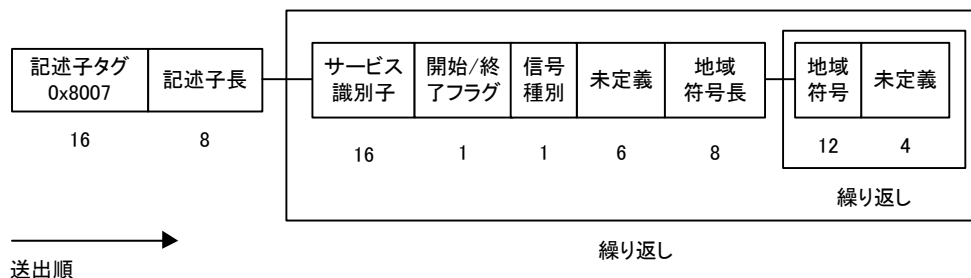 記述子タグ
0x8007
記述子長
サービス
識別子
開始/終
了フラグ
信号
種別
未定義
地域
符号長
地域
符号
未定義
16
8
16
1
1
6
8
12
4
繰り返し
繰り返し
送出順